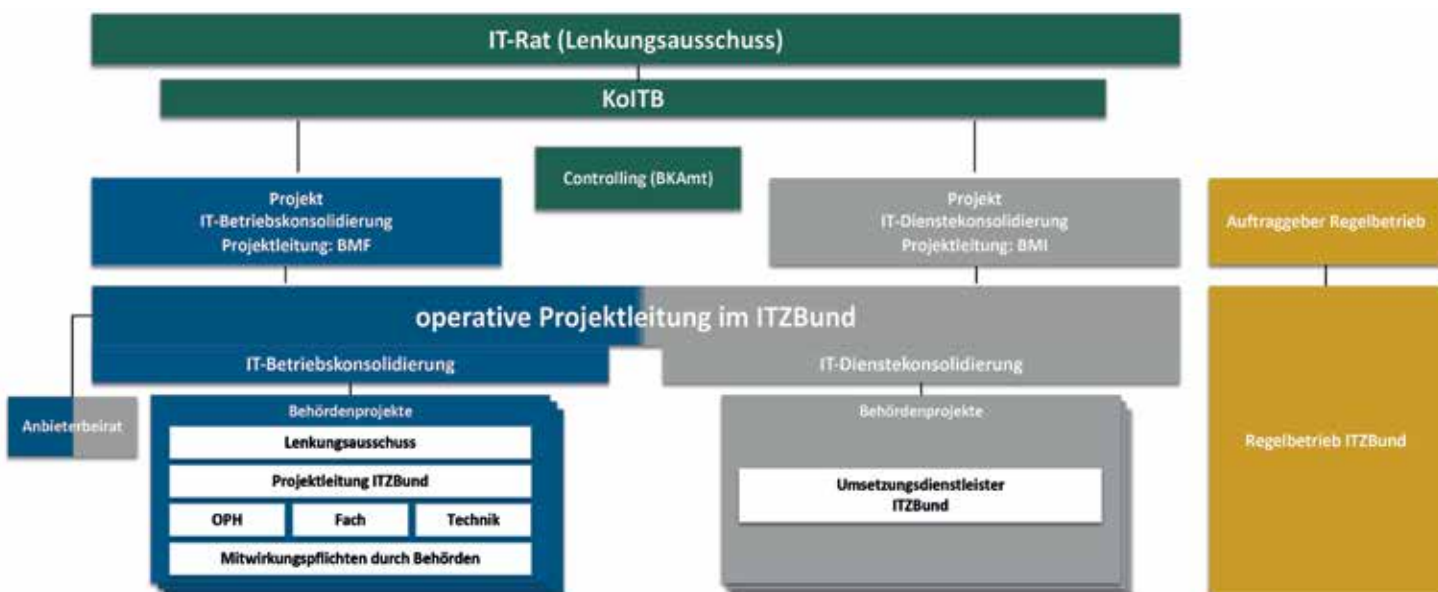 IT-Rat (Lenkungsausschuss)
KoITB
Controlling (BKAmt)
Projekt
IT-Betriebskonsolidierung
Projektleitung: BMF
Projekt
IT-Dienstekonsolidierung
Projektleitung: BMI
Auftraggeber Regelbetrieb
operative Projektleitung im ITZBund
IT-Betriebskonsolidierung
IT-Dienstekonsolidierung
Anbieterbeirat
Behördenprojekte
Lenkungsausschuss
Projektleitung ITZBund
OPH
Fach
Technik
Mitwirkungspflichten durch Behörden
Behördenprojekte
Umsetzungsdienstleister
ITZBund
Regelbetrieb ITZBund